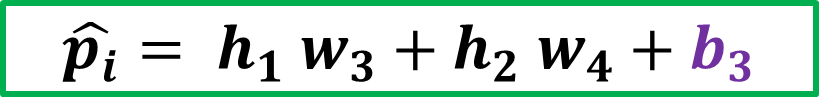 p̂ᵢ = h₁ w₃ + h₂ w₄ + b₃